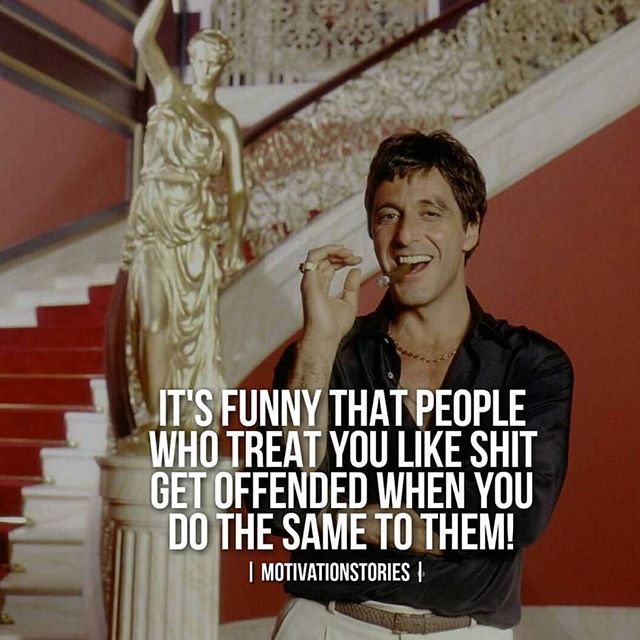 IT'S FUNNY THAT PEOPLE
WHO TREAT YOU LIKE SHIT
GET OFFENDED WHEN YOU
DO THE SAME TO THEM!
| MOTIVATIONSTORIES |